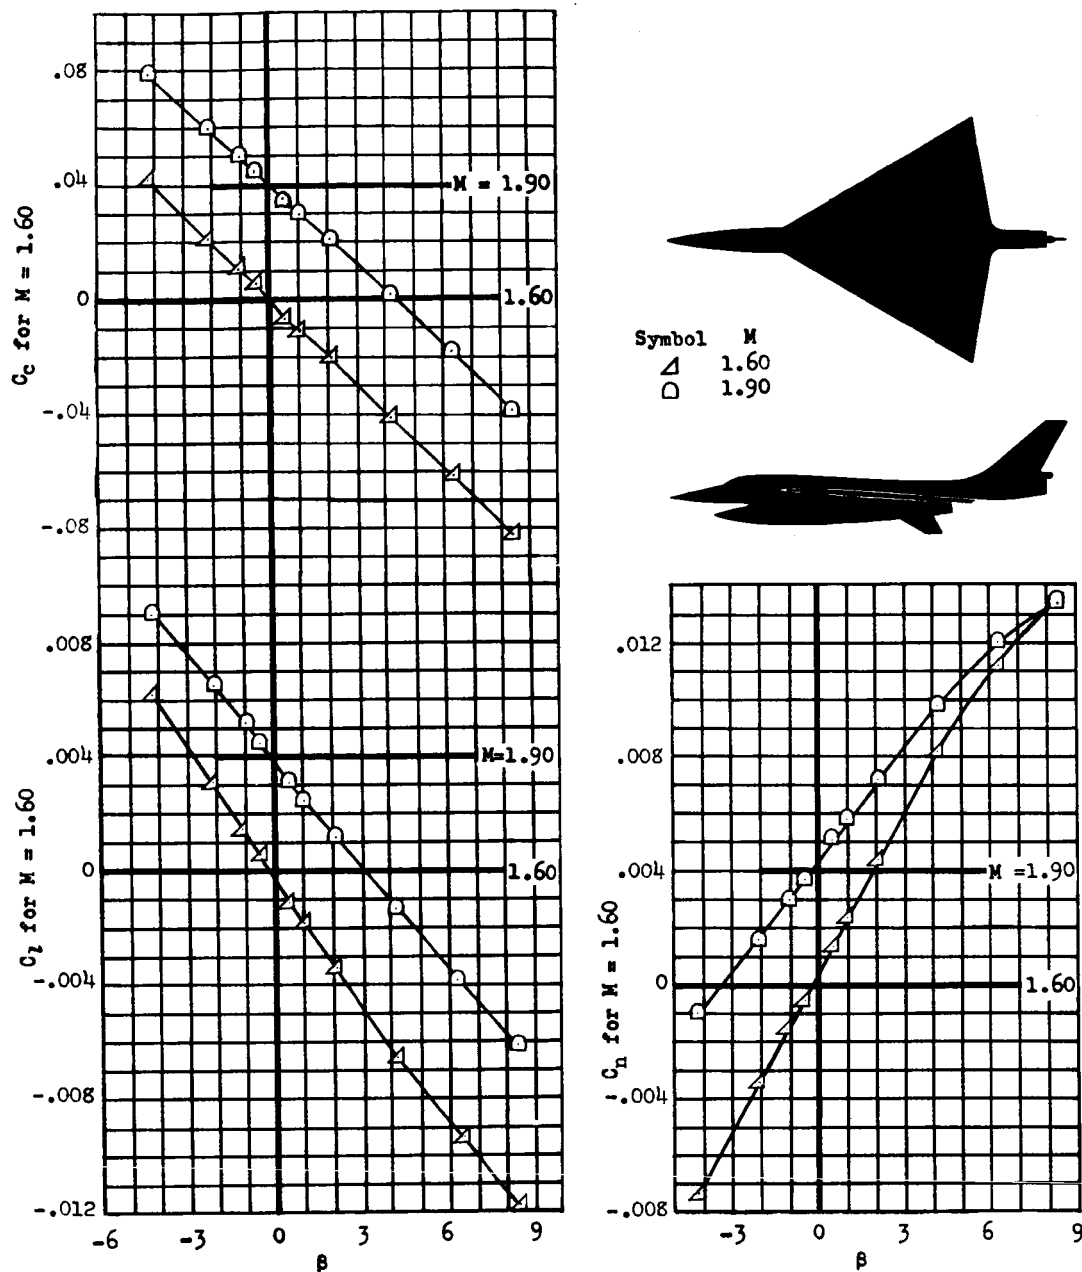 .08
.04
0
-.04
-.08
C_c for M = 1.60
M = 1.90
1.60
Symbol M
1.60
1.90
.008
.004
0
-.004
-.008
-.012
C_l for M = 1.60
M=1.90
1.60
-6 -3 0 3 6 9
β
.012
.008
.004
0
-.004
-.008
C_n for M = 1.60
M =1.90
1.60
-3 0 3 6 9
β